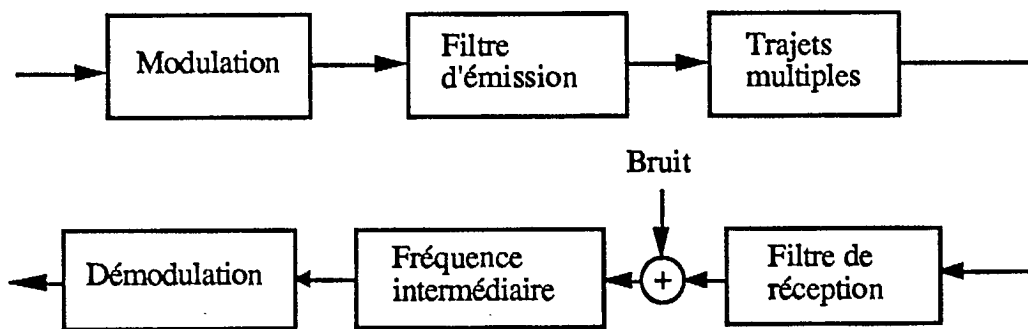 Modulation
Filtre
d'émission
Trajets
multiples
Bruit
Démodulation
Fréquence
intermédiaire
+
Filtre de
réception